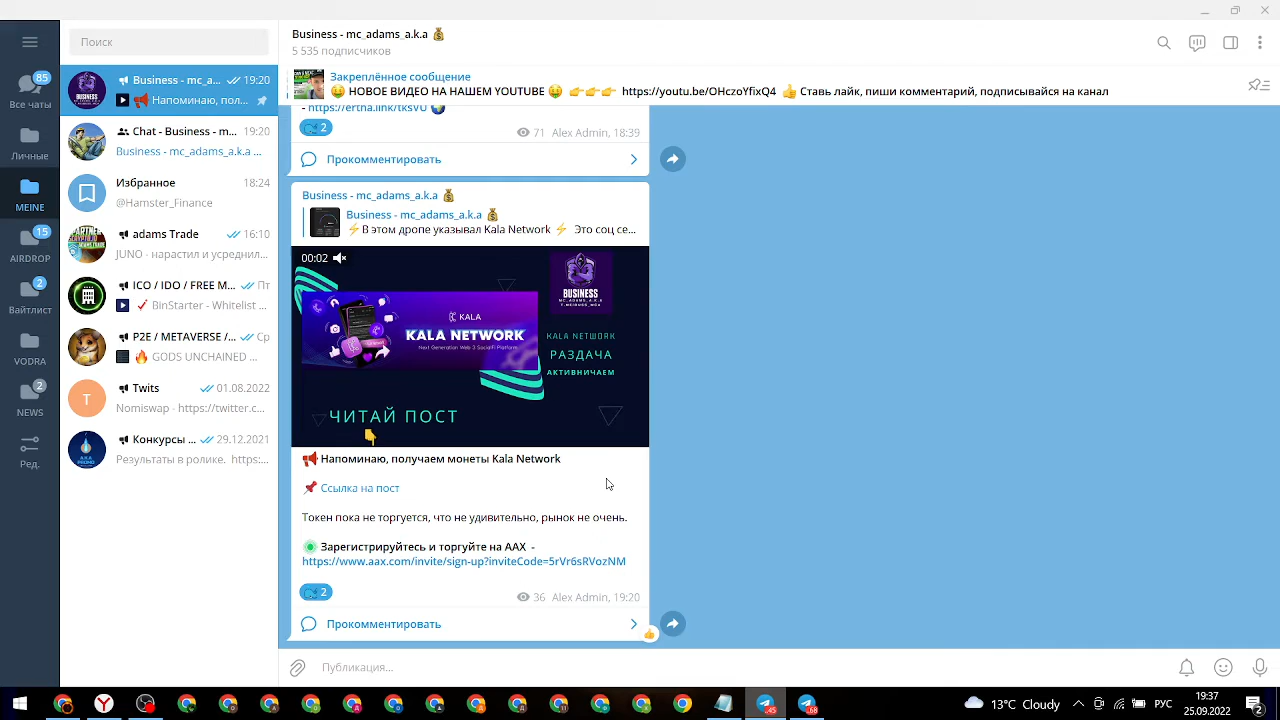 Поиск
Business - mc_adams_a.k.a 💰
5 535 подписчиков
Закреплённое сообщение
🤑 НОВОЕ ВИДЕО НА НАШЕМ YOUTUBE 🤑 👉👉👉 https://youtu.be/OHczoYfixQ4 👍 Ставь лайк, пиши комментарий, подписывайся на канал
85
Все чаты
Личные
MEINE
15
AIRDROP
2
Вайтлист
VODRA
2
NEWS
Ред.
Business - mc_a... 19:20
Напоминаю, пол...
Chat - Business - m... 19:20
Business - mc_adams_a.k.a ...
Избранное 18:24
@Hamster_Finance
adams Trade 16:10
JUNO - нарастил и усреднил...
ICO / IDO / FREE M... Пт
BinStarter - Whitelist ...
P2E / METAVERSE /... Ср
GODS UNCHAINED ...
T
Twits 01.08.2022
Nomiswap - https://twitter.c...
Конкурсы ... 29.12.2021
Результаты в ролике. https:...
- https://ertha.link/tksVU
2
71 Alex Admin, 18:39
Прокомментировать
Business - mc_adams_a.k.a 💰
Business - mc_adams_a.k.a 💰
⚡В этом дропе указывал Kala Network ⚡ Это соц се...
00:02
BUSINESS
MC_ADAMS_A.K.A
KALA
KALA NETWORK
Next Generation Web 3 SocialFi Platform
KALA NETWORK
РАЗДАЧА
АКТИВНИЧАЕМ
ЧИТАЙ ПОСТ
📢 Напоминаю, получаем монеты Kala Network
📌 Ссылка на пост
Токен пока не торгуется, что не удивительно, рынок не очень.
Зарегистрируйтесь и торгуйте на AAX -
https://www.aax.com/invite/sign-up?inviteCode=5rVr6sRVozNM
2
36 Alex Admin, 19:20
Прокомментировать
Публикация...
45
68
13°C Cloudy
РУС
19:37
25.09.2022
2